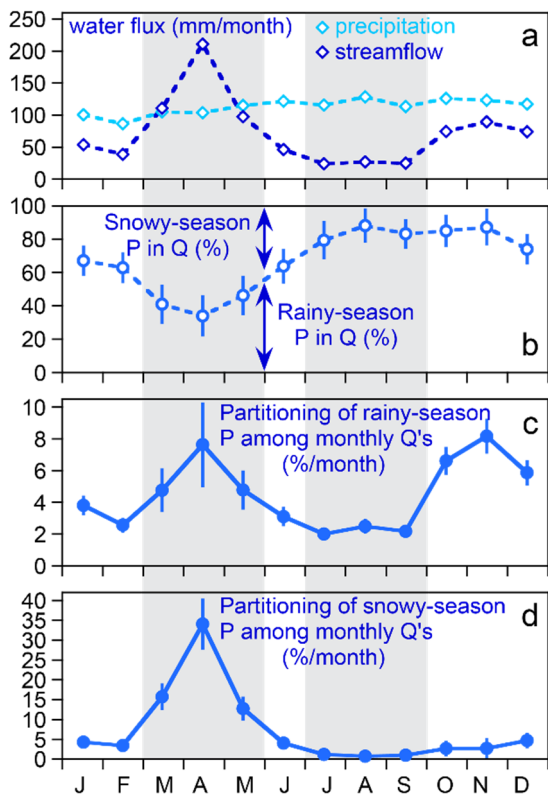 250
200
150
100
50
0
water flux (mm/month)
precipitation
streamflow
a
100
80
60
40
20
0
Snowy-season
P in Q (%)
Rainy-season
P in Q (%)
b
10
8
6
4
2
0
Partitioning of rainy-season
P among monthly Q's
(%/month)
c
40
35
30
25
20
15
10
5
0
Partitioning of snowy-season
P among monthly Q's
(%/month)
d
J F M A M J J A S O N D